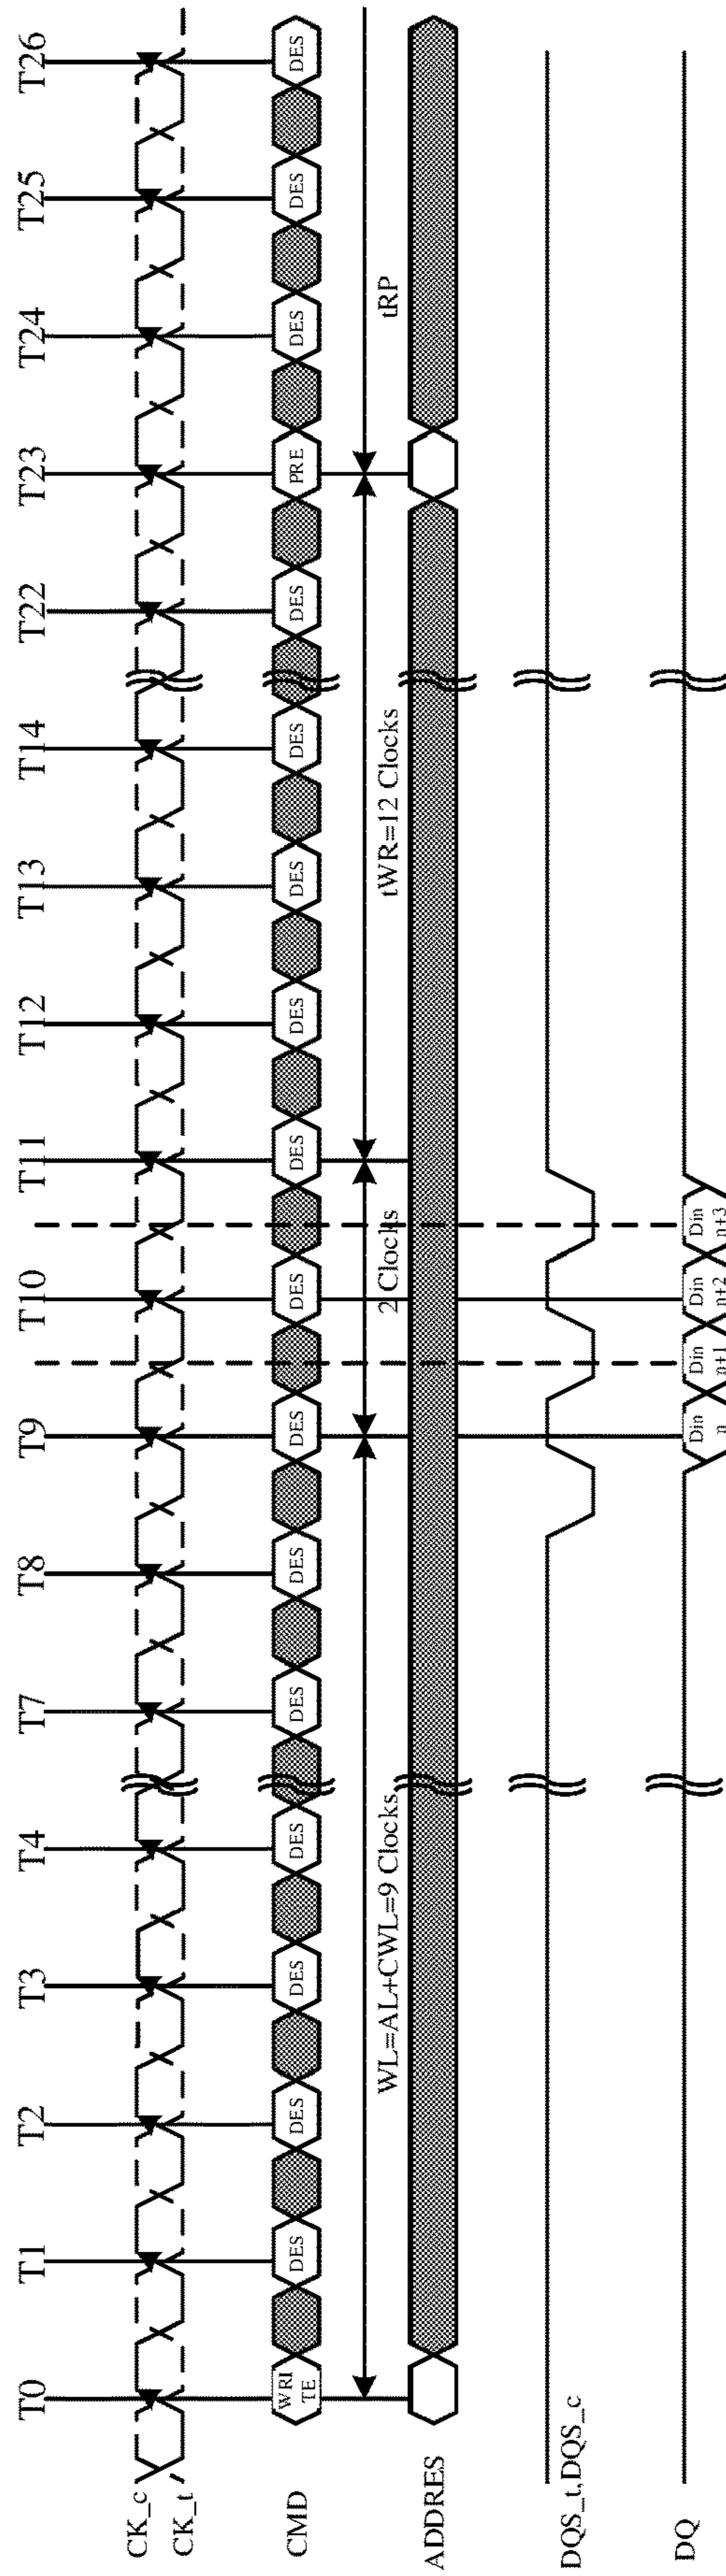 T0 T1 T2 T3 T4 T7 T8 T9 T10 T11 T12 T13 T14 T22 T23 T24 T25 T26
CK_c
CK_t
CMD WRI TE DES DES DES DES DES DES DES DES DES DES DES DES DES PRE DES DES DES
WL=AL+CWL=9 Clocks 2 Clocks tWR=12 Clocks tRP
ADDRES
DQS_t,DQS_c
DQ Din n Din n+1 Din n+2 Din n+3